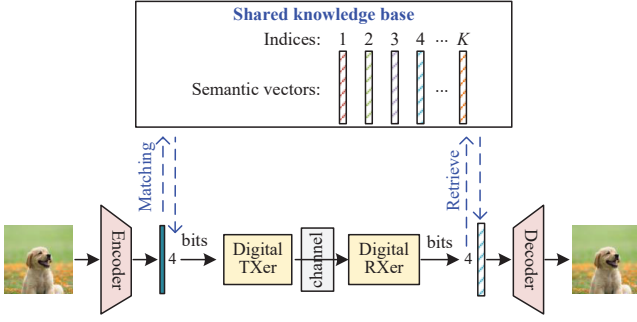 Shared knowledge base
Indices: 1 2 3 4 ... K
Semantic vectors: ...
Matching
Retrieve
Encoder
4
bits
Digital
TXer
channel
Digital
RXer
bits
4
Decoder